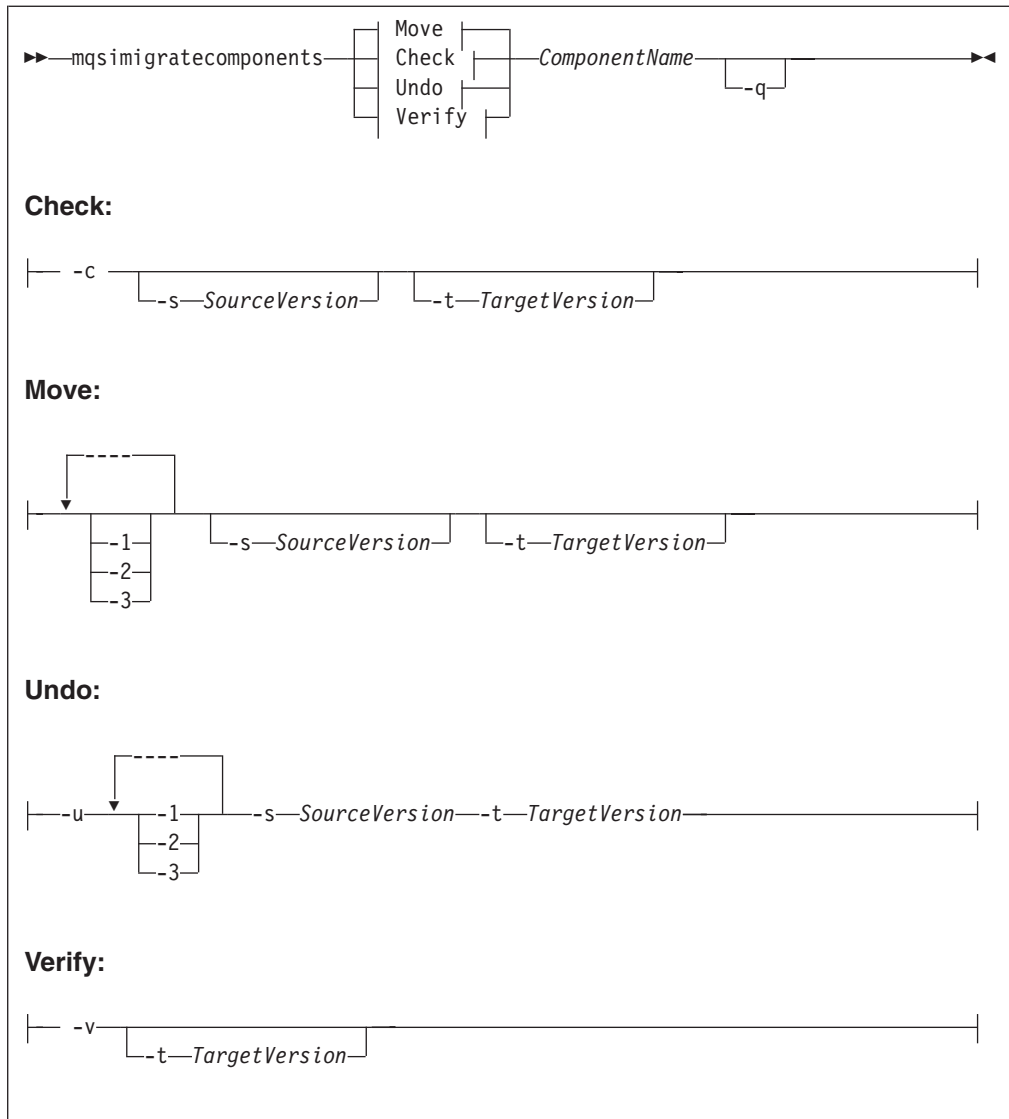 Move
mqsimigratecomponents Check ComponentName
-q
Undo
Verify
Check:
-c
-s SourceVersion -t TargetVersion
Move:
----
-1 -s SourceVersion -t TargetVersion
-2
-3
Undo:
----
-u -1 -s SourceVersion -t TargetVersion
-2
-3
Verify:
-v
-t TargetVersion